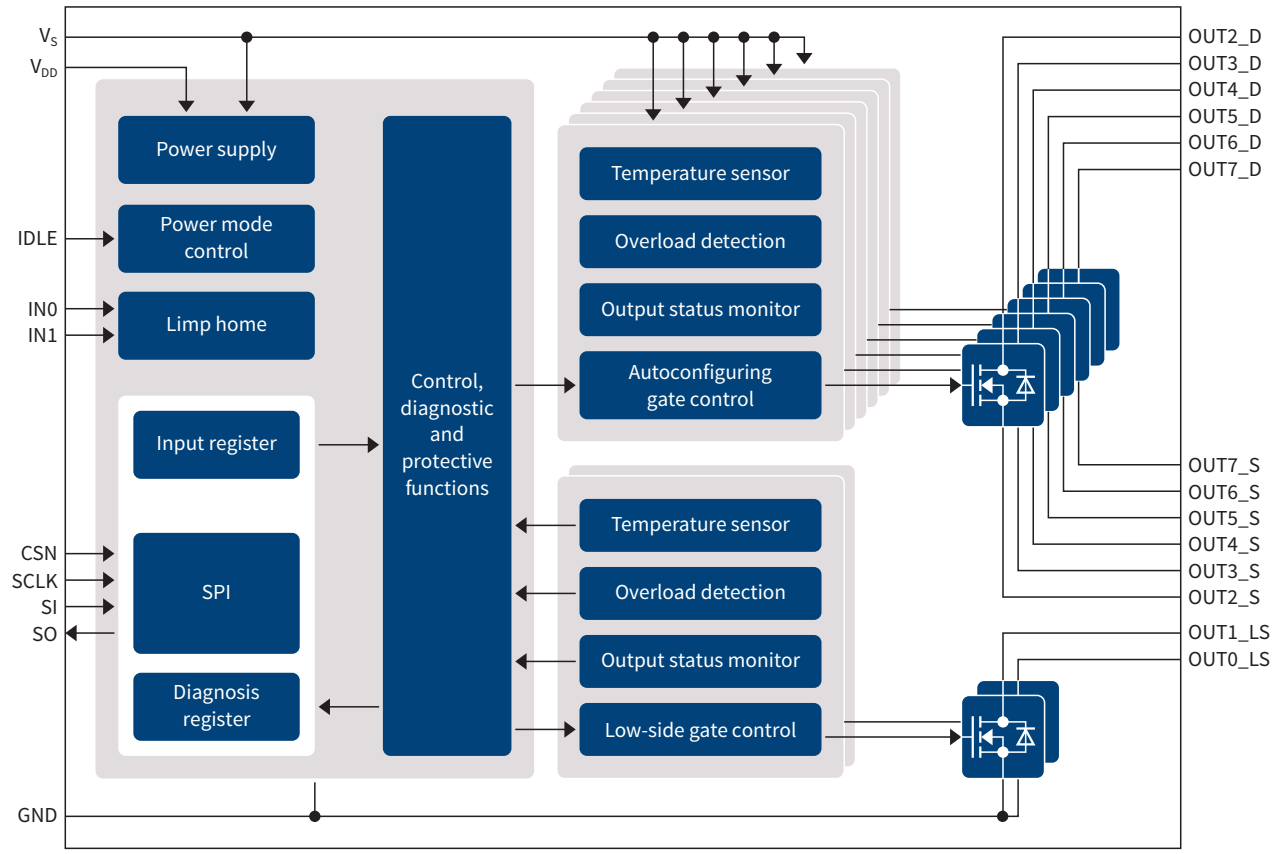 VS
VDD
IDLE
IN0
IN1
CSN
SCLK
SI
SO
GND
Power supply
Power mode
control
Limp home
Input register
SPI
Diagnosis
register
Control,
diagnostic
and
protective
functions
Temperature sensor
Overload detection
Output status monitor
Autoconfiguring
gate control
Temperature sensor
Overload detection
Output status monitor
Low-side gate control
OUT2_D
OUT3_D
OUT4_D
OUT5_D
OUT6_D
OUT7_D
OUT7_S
OUT6_S
OUT5_S
OUT4_S
OUT3_S
OUT2_S
OUT1_LS
OUT0_LS